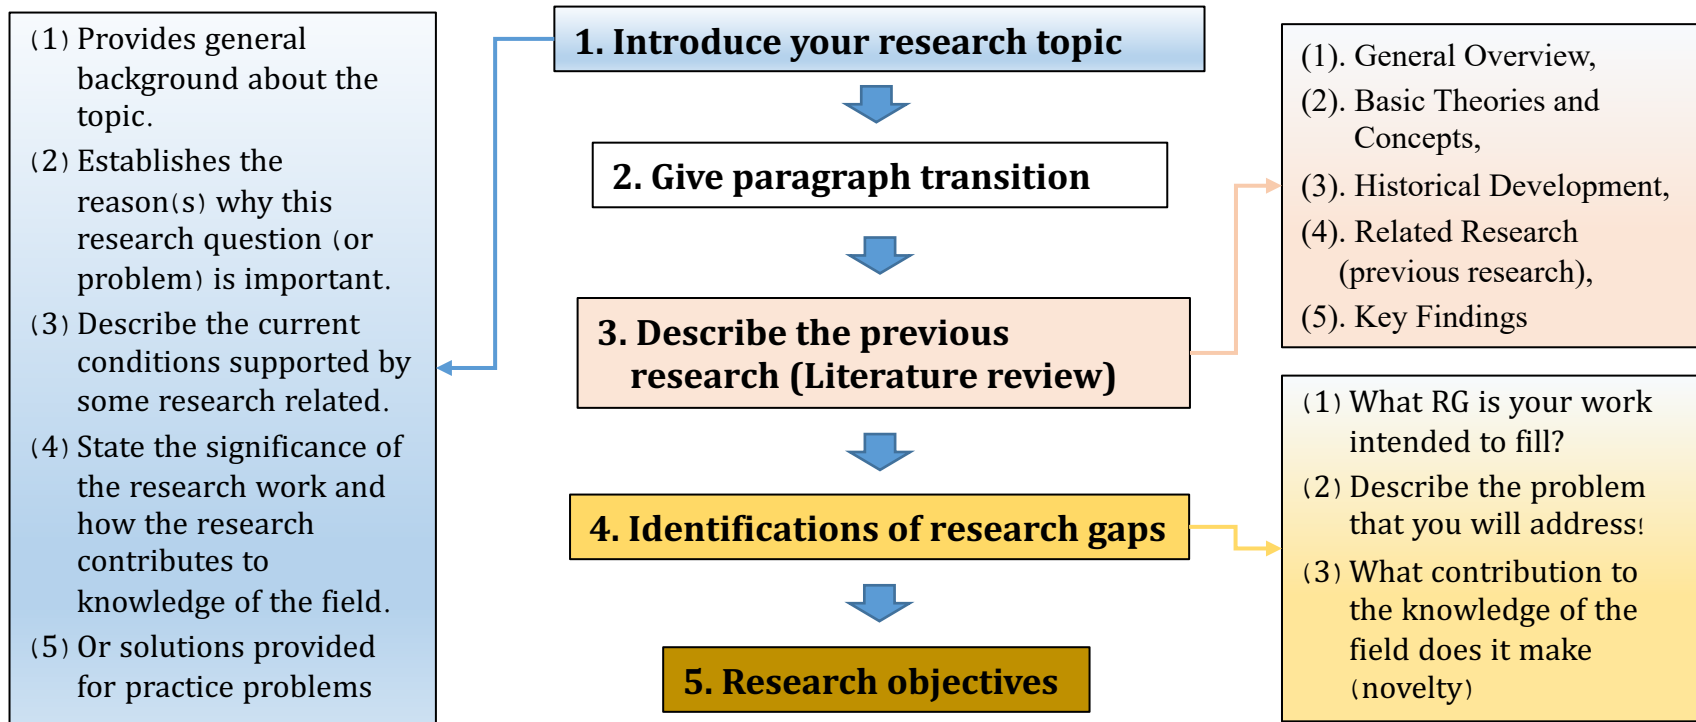 (1) Provides general
background about the
topic.
(2) Establishes the
reason(s) why this
research question (or
problem) is important.
(3) Describe the current
conditions supported by
some research related.
(4) State the significance of
the research work and
how the research
contributes to
knowledge of the field.
(5) Or solutions provided
for practice problems
1. Introduce your research topic
2. Give paragraph transition
3. Describe the previous
research (Literature review)
4. Identifications of research gaps
5. Research objectives
(1). General Overview,
(2). Basic Theories and
Concepts,
(3). Historical Development,
(4). Related Research
(previous research),
(5). Key Findings
(1) What RG is your work
intended to fill?
(2) Describe the problem
that you will address!
(3) What contribution to
the knowledge of the
field does it make
(novelty)